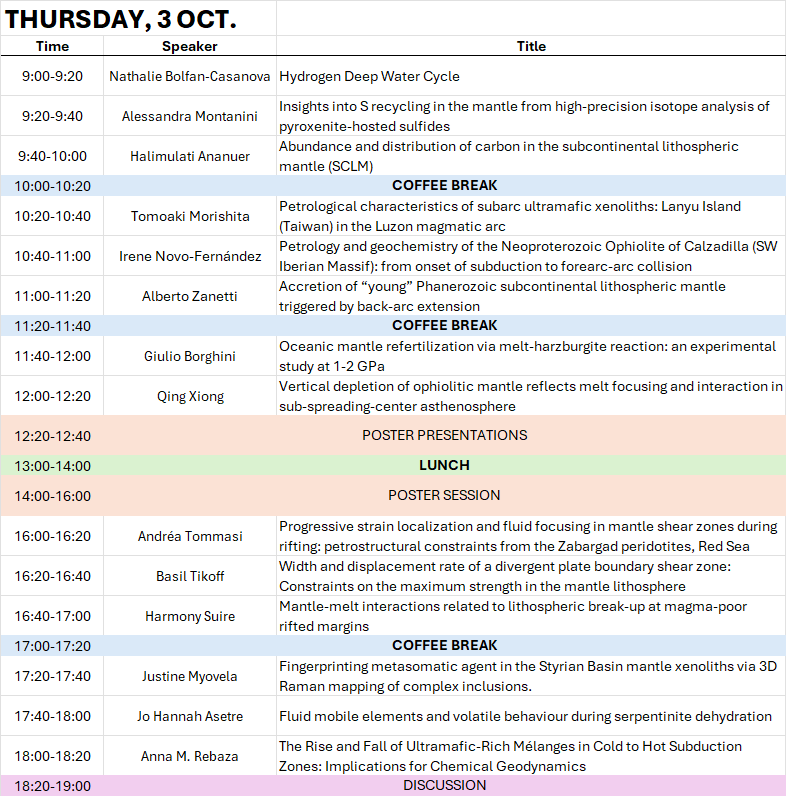 THURSDAY, 3 OCT.
Time Speaker Title
9:00-9:20 Nathalie Bolfan-Casanova Hydrogen Deep Water Cycle
9:20-9:40 Alessandra Montanini Insights into S recycling in the mantle from high-precision isotope analysis of
pyroxenite-hosted sulfides
9:40-10:00 Halimulati Ananuer Abundance and distribution of carbon in the subcontinental lithospheric
mantle (SCLM)
10:00-10:20 COFFEE BREAK
10:20-10:40 Tomoaki Morishita Petrological characteristics of subarc ultramafic xenoliths: Lanyu Island
(Taiwan) in the Luzon magmatic arc
10:40-11:00 Irene Novo-Fernández Petrology and geochemistry of the Neoproterozoic Ophiolite of Calzadilla (SW
Iberian Massif): from onset of subduction to forearc-arc collision
11:00-11:20 Alberto Zanetti Accretion of “young” Phanerozoic subcontinental lithospheric mantle
triggered by back-arc extension
11:20-11:40 COFFEE BREAK
11:40-12:00 Giulio Borghini Oceanic mantle refertilization via melt-harzburgite reaction: an experimental
study at 1-2 GPa
12:00-12:20 Qing Xiong Vertical depletion of ophiolitic mantle reflects melt focusing and interaction in
sub-spreading-center asthenosphere
12:20-12:40 POSTER PRESENTATIONS
13:00-14:00 LUNCH
14:00-16:00 POSTER SESSION
16:00-16:20 Andréa Tommasi Progressive strain localization and fluid focusing in mantle shear zones during
rifting: petrostructural constraints from the Zabargad peridotites, Red Sea
16:20-16:40 Basil Tikoff Width and displacement rate of a divergent plate boundary shear zone:
Constraints on the maximum strength in the mantle lithosphere
16:40-17:00 Harmony Suire Mantle-melt interactions related to lithospheric break-up at magma-poor
rifted margins
17:00-17:20 COFFEE BREAK
17:20-17:40 Justine Myovela Fingerprinting metasomatic agent in the Styrian Basin mantle xenoliths via 3D
Raman mapping of complex inclusions.
17:40-18:00 Jo Hannah Asetre Fluid mobile elements and volatile behaviour during serpentinite dehydration
18:00-18:20 Anna M. Rebaza The Rise and Fall of Ultramafic-Rich Mélanges in Cold to Hot Subduction
Zones: Implications for Chemical Geodynamics
18:20-19:00 DISCUSSION